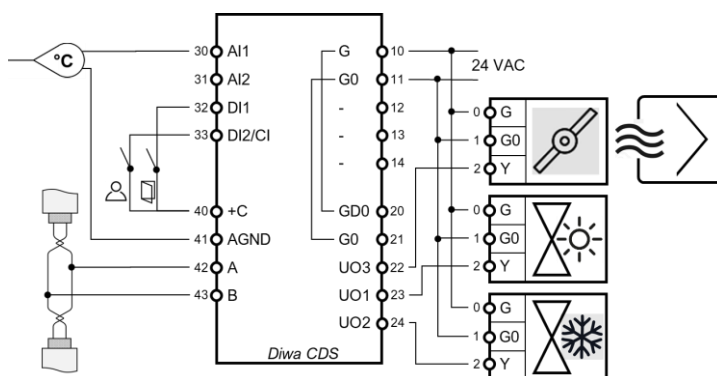 30 AI1 G 10
°C
31 AI2 G0 11 24 VAC
32 DI1 - 12
33 DI2/CI - 13
- 14
0 G
1 G0
2 Y
40 +C GD0 20
41 AGND G0 21
42 A UO3 22
43 B UO1 23
UO2 24
0 G
1 G0
2 Y
0 G
1 G0
2 Y
Diwa CDS